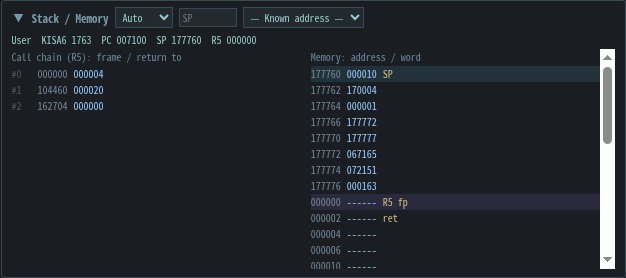 ▼ Stack / Memory Auto SP — Known address —
User KISA6 1763 PC 007100 SP 177760 R5 000000
Call chain (R5): frame / return to
#0 000000 000004
#1 104460 000020
#2 162704 000000
Memory: address / word
177760 000010 SP
177762 170004
177764 000001
177766 177772
177770 177777
177772 067165
177774 072151
177776 000163
000000 ------ R5 fp
000002 ------ ret
000004 ------
000006 ------
000010 ------